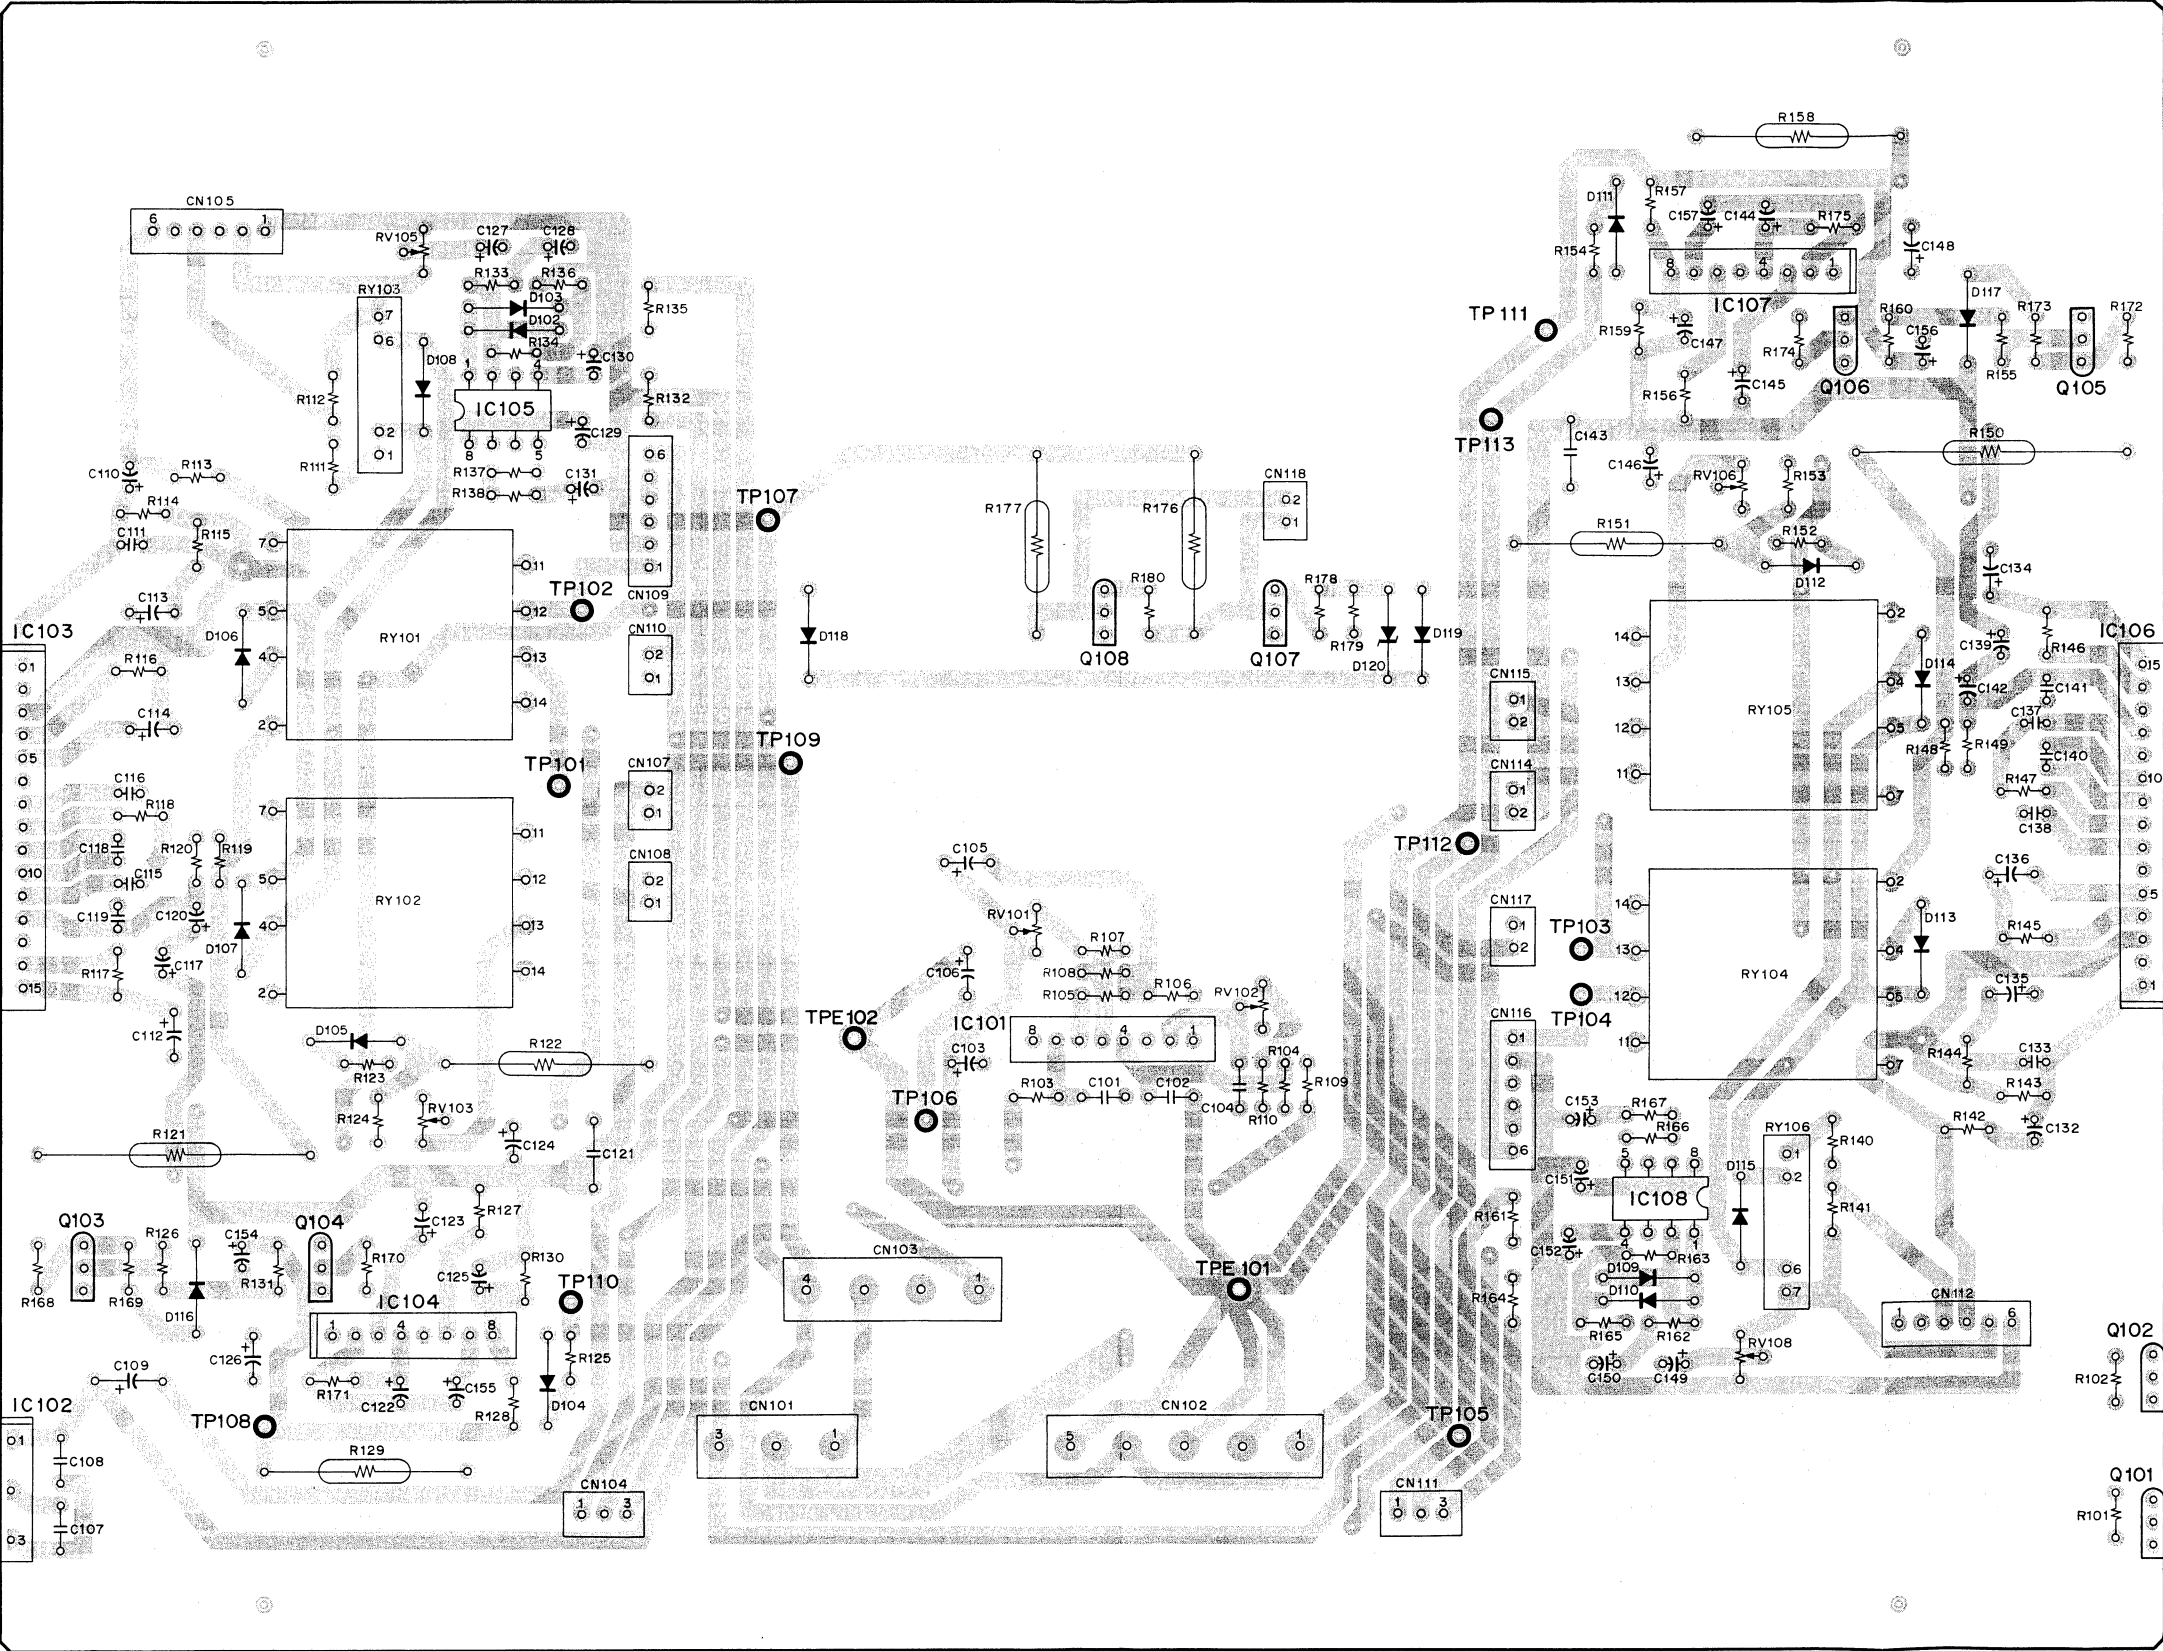 R158
CN105
6 1
RV105
C127 C128
D111 R157 C157 C144 R175
R154
C148
R133 R136
8 4 1
RY103
D103
D102
R134
R135
IC107
D117
TP111
R159
C147
R160 R173 R172
C156
7
6
D108
1 4
C130
R174
R155
Q106 Q105
C145
R156
R112
IC105
R132
C129
TP113
C143
R150
2
1
8 5
R111
R137
R138
C131
6
C146
RV106 R153
C110
R113
R114
C111
R115
CN118
2
1
TP107
R177 R176
R151
R152
D112
7
11
1
TP102
CN109
C134
R180 R178
C113
5
12
RY101
D106
CN110
2
1
D118
R179
D120
D119
Q108 Q107
2
14
IC103
IC106
1
R116
4
13
C139 R146
15
D114
CN115
1
2
13
4
RY105
C142 C141
C114
2
14
C137
12
5
R148 R149
C140
TP109
TP101
CN107
2
1
5
CN114
1
2
11
7
R147
10
C138
C116
R118
7
11
TP112
C118
R120 R119
CN108
2
1
C105
C136
10
C115
5
12
2
RY102
C119 C120
D107
4
13
RV101
CN117
1
2
TP103
14
D113
5
R107
R108
R105 R106
C106
13
4
R145
R117
C117
14
2
RV102
RY104
C135
15
12
5
1
C112
TPE102
IC101
8 4 1
TP104
CN116
1
6
D105
R122
R123
C103
11
7
R144
C133
R104
R103 C101 C102
C104
R110
R109
R143
TP106
R124
RV103
C124
C121
R121
C153
R167
R166
RY106
R140
R142
C132
5 8
C151
IC108
D115
1
2
R141
R161
4 1
C152
R163
D109
D110
6
7
R165 R162
RV108
C150 C149
R164
C123
R127
Q103
R126
C154
Q104
R170
R131
C125
R130
R168
R169
D116
TP110
CN103
4 1
TPE101
CN112
1 6
IC104
1 4 8
C126
C109
R171
C122
C155
R128
D104
R125
Q102
R102
IC102
1
3
TP108
C108
R129
C107
CN101
3 1
CN102
5 1
TP105
CN104
1 3
CN111
1 3
Q101
R101